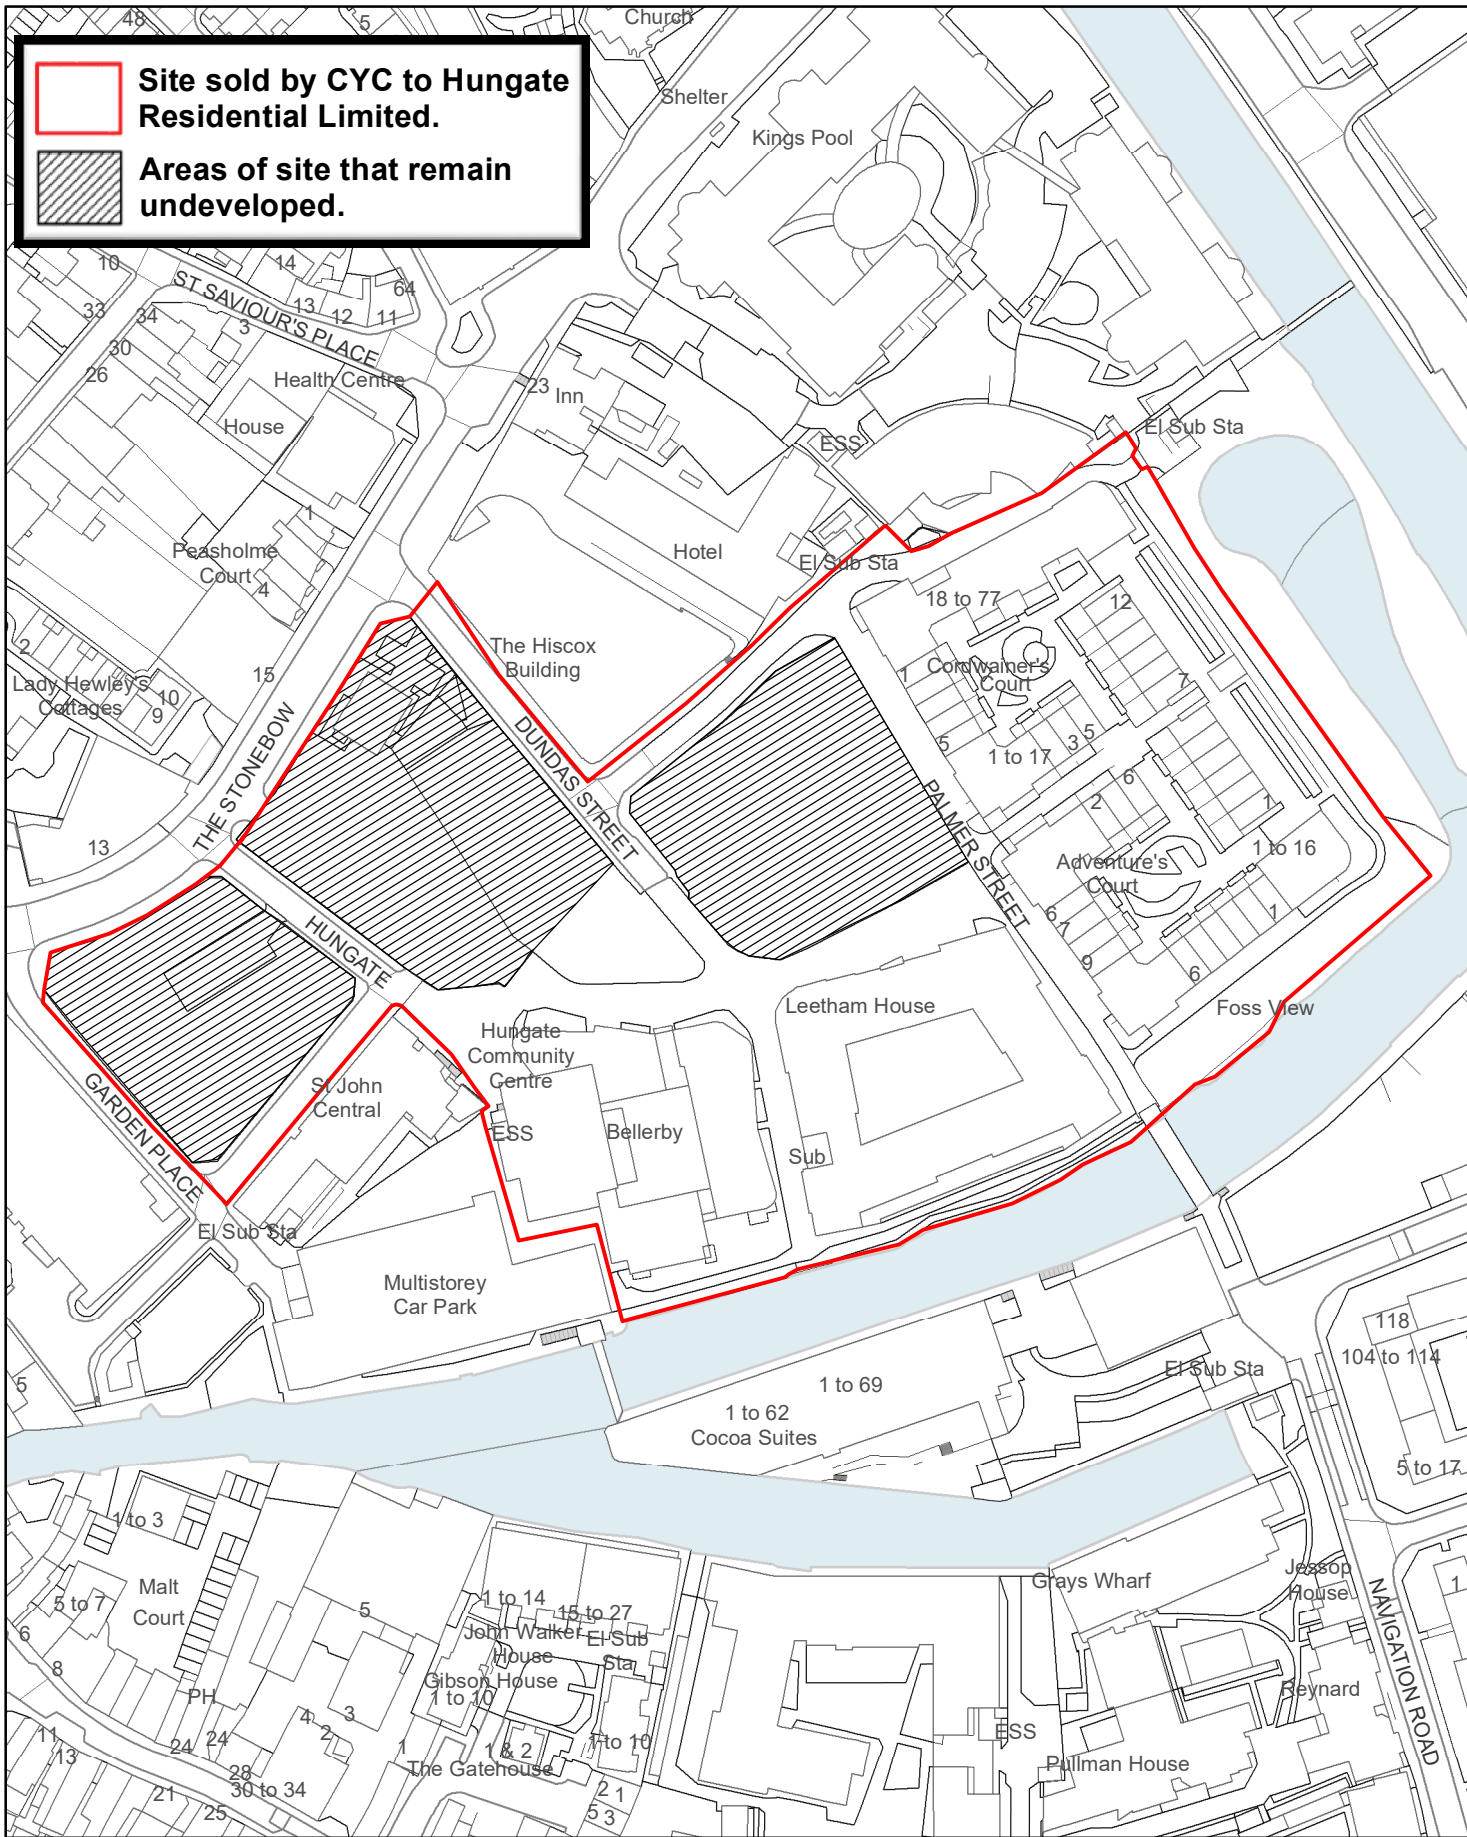 48
5
Church
Site sold by CYC to Hungate
Residential Limited.
Areas of site that remain
undeveloped.
Shelter
Kings Pool
10
14
64
33
34
13
12
11
3
ST SAVIOUR'S PLACE
30
26
Health Centre
23
Inn
House
ESS
El Sub Sta
1
Peasholme
Court
4
Hotel
El Sub Sta
18 to 77
12
2
15
The Hiscox
Building
1
Cordwainer's
Court
7
Lady Hewley's
Cottages
10
9
THE STONEBOW
DUNDAS STREET
5
1 to 17
3
5
6
2
1
PALMER STREET
13
1 to 16
Adventure's
Court
6
7
9
1
6
HUNGATE
Leetham House
Foss View
Hungate
Community
Centre
GARDEN PLACE
St John
Central
ESS
Bellerby
Sub
El Sub Sta
Multistorey
Car Park
118
104 to 114
El Sub Sta
5
1 to 69
1 to 62
Cocoa Suites
5 to 17
1 to 3
Malt
Court
5 to 7
5
1 to 14
15 to 27
John Walker
House
El Sub
Sta
Grays Wharf
Jessop
House
1
NAVIGATION ROAD
6
8
Gibson House
1 to 10
PH
Reynard
3
4
2
11
13
24
24
1
1 & 2
The Gatehouse
1 to 10
ESS
Pullman House
28
30 to 34
21
25
2
1
5
3